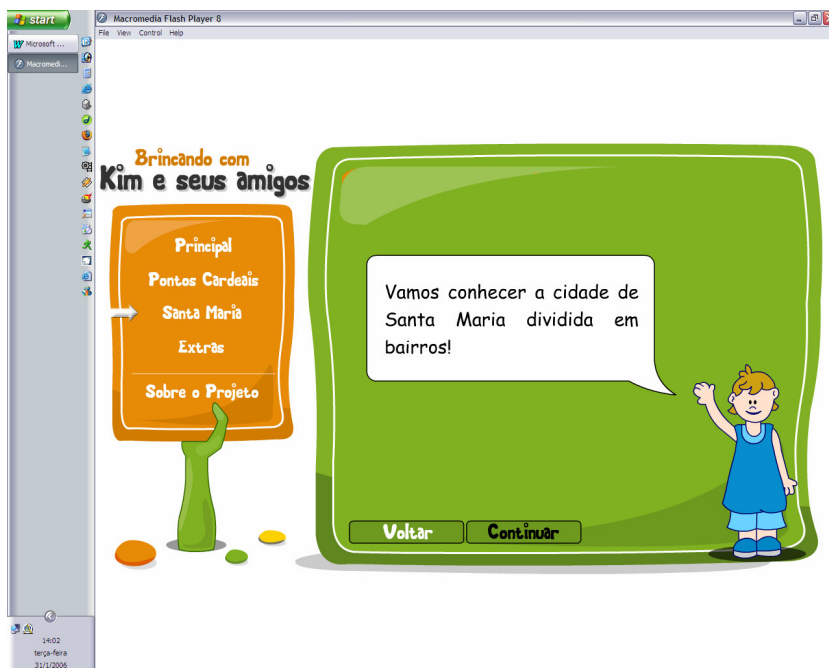 start
Microsoft ...
Macromedi...
Macromedia Flash Player 8
File View Control Help
Brincando com
Kim e seus amigos
Principal
Pontos Cardeais
Santa Maria
Extras
Sobre o Projeto
Vamos conhecer a cidade de
Santa Maria dividida em
bairros!
Voltar Continuar
14:02
terça-feira
31/1/2006